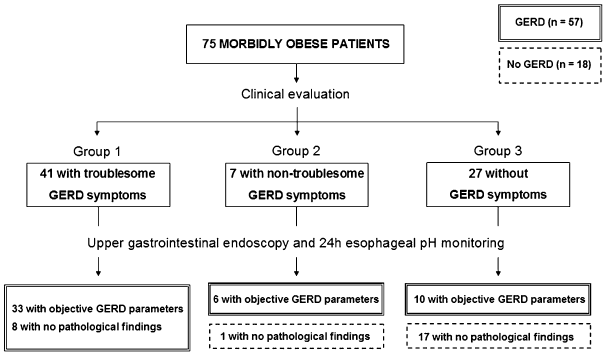 GERD (n = 57)
75 MORBIDLY OBESE PATIENTS
No GERD (n = 18)
Clinical evaluation
Group 1
Group 2
Group 3
41 with troublesome
GERD symptoms
7 with non-troublesome
GERD symptoms
27 without
GERD symptoms
Upper gastrointestinal endoscopy and 24h esophageal pH monitoring
33 with objective GERD parameters
8 with no pathological findings
6 with objective GERD parameters
1 with no pathological findings
10 with objective GERD parameters
17 with no pathological findings